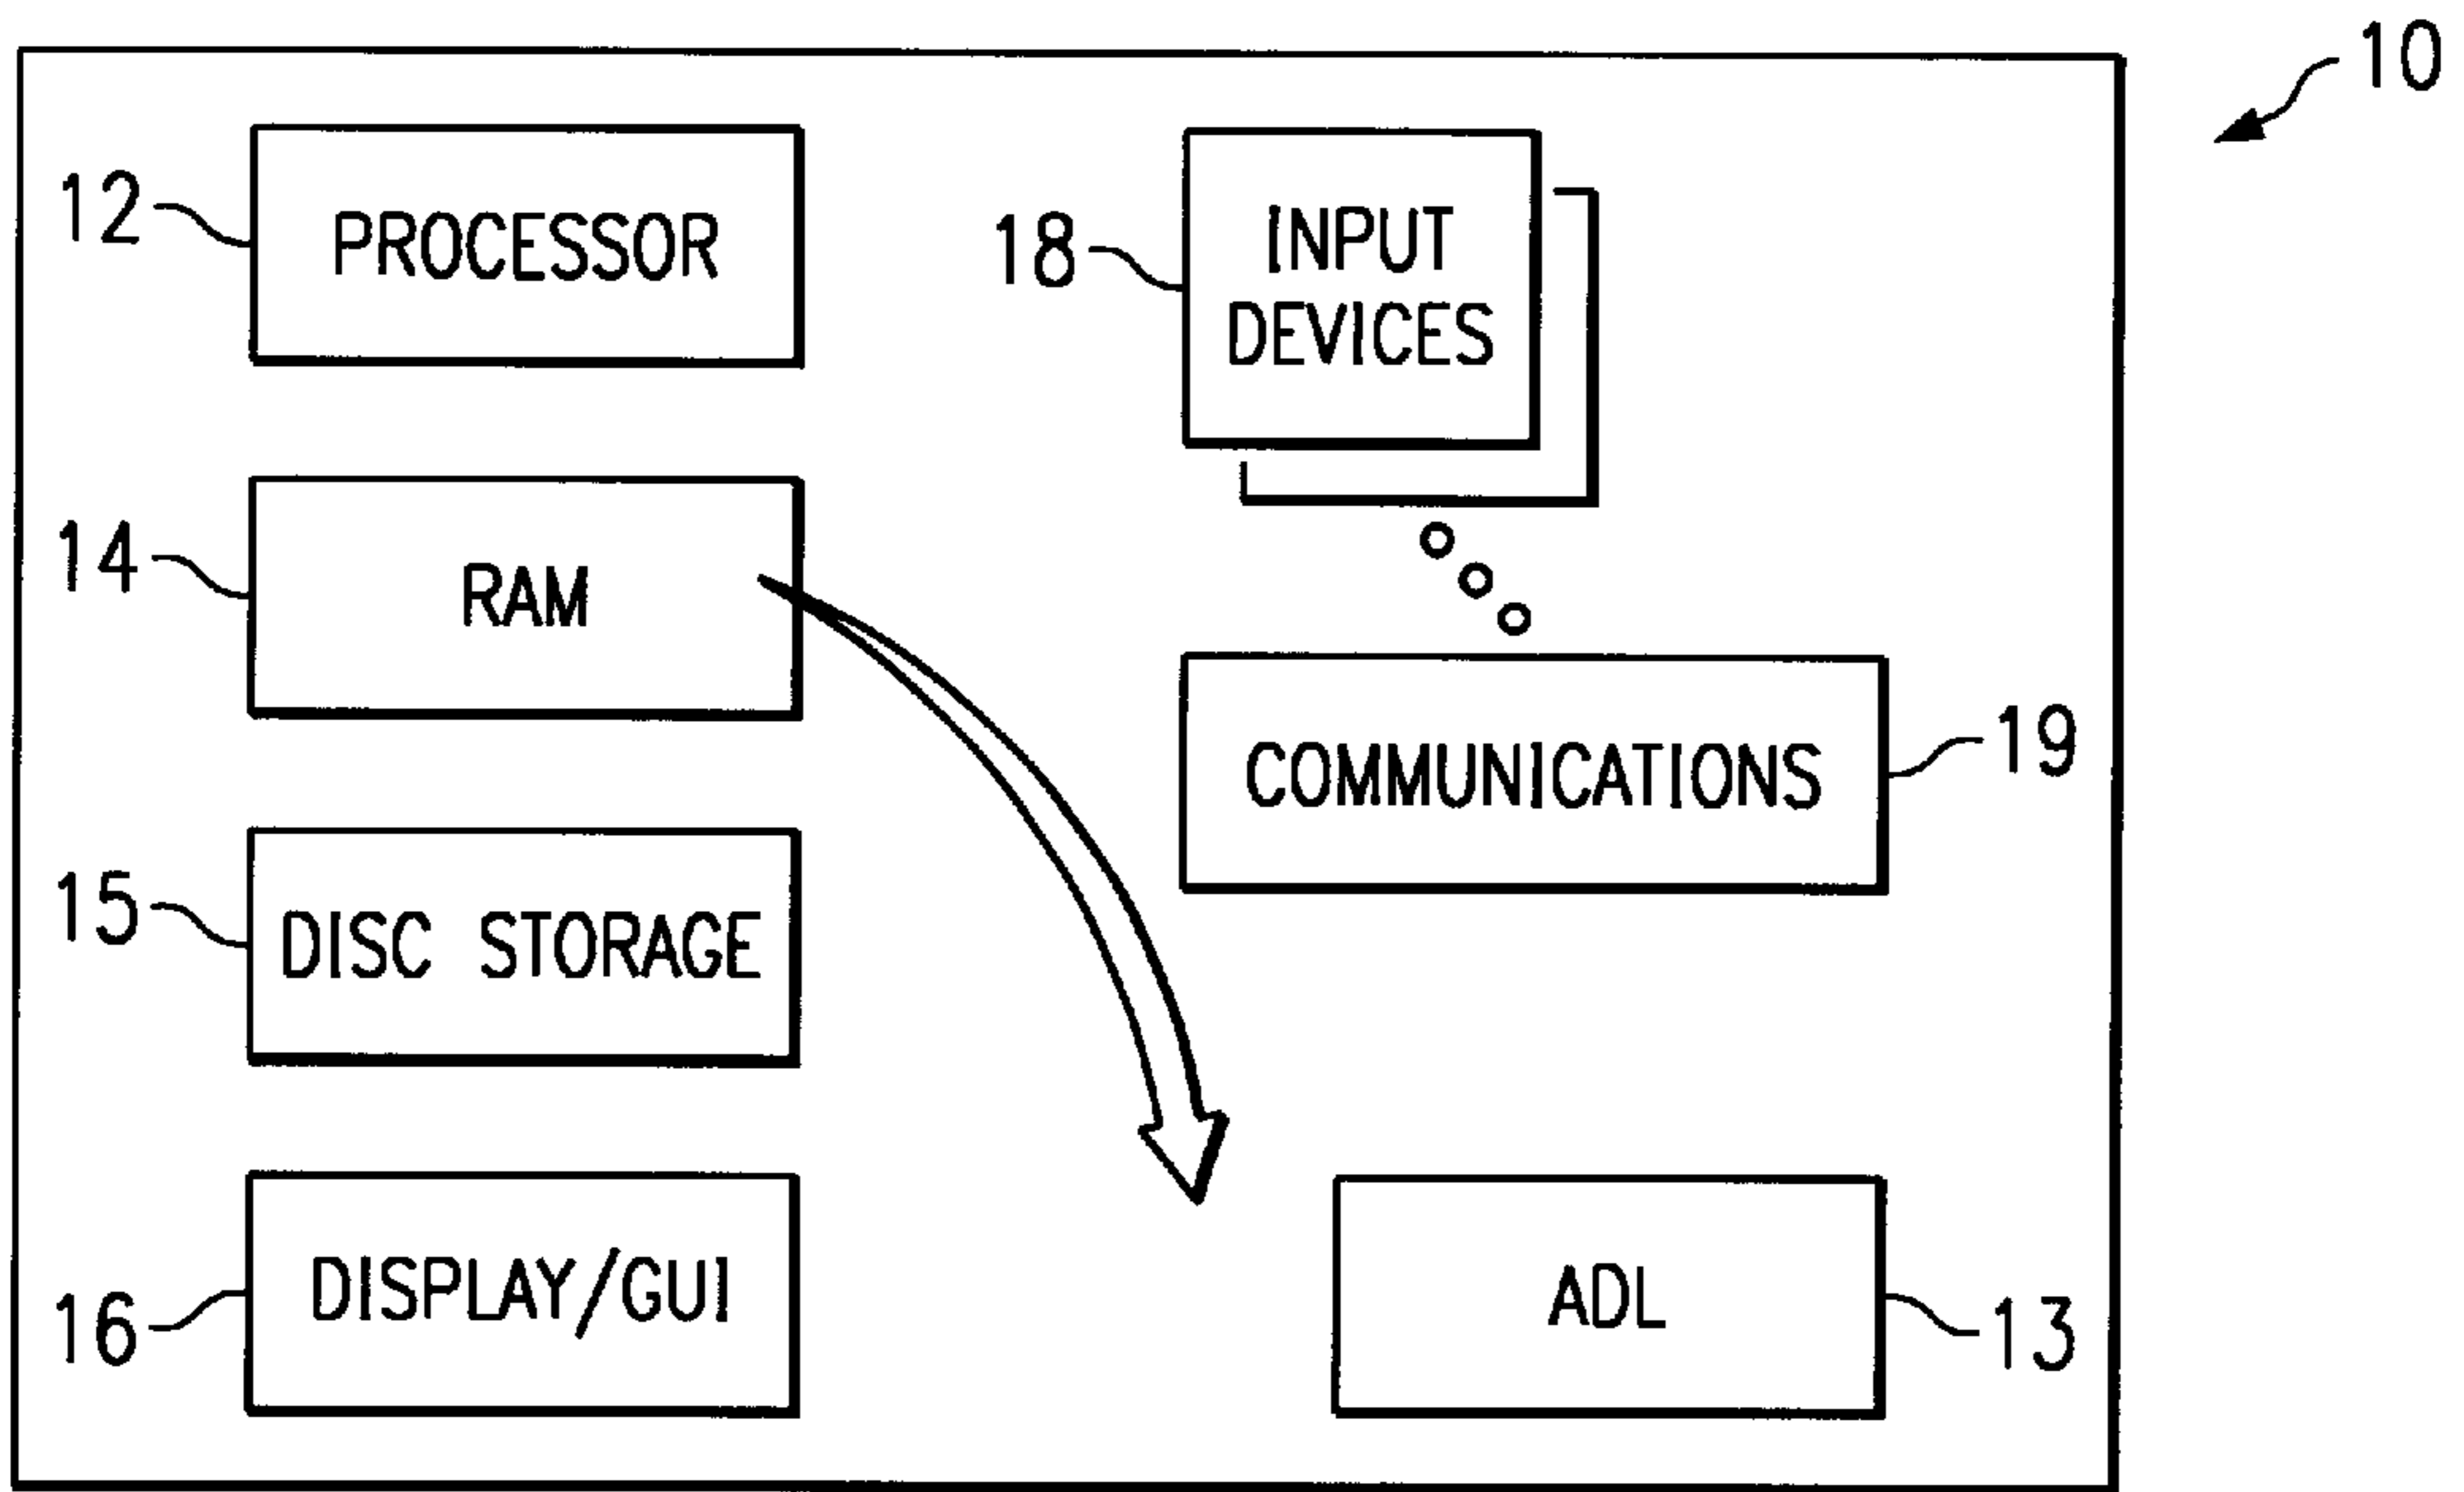 10
12
PROCESSOR
18
INPUT
DEVICES
14
RAM
COMMUNICATIONS
19
15
DISC STORAGE
16
DISPLAY/GUI
ADL
13